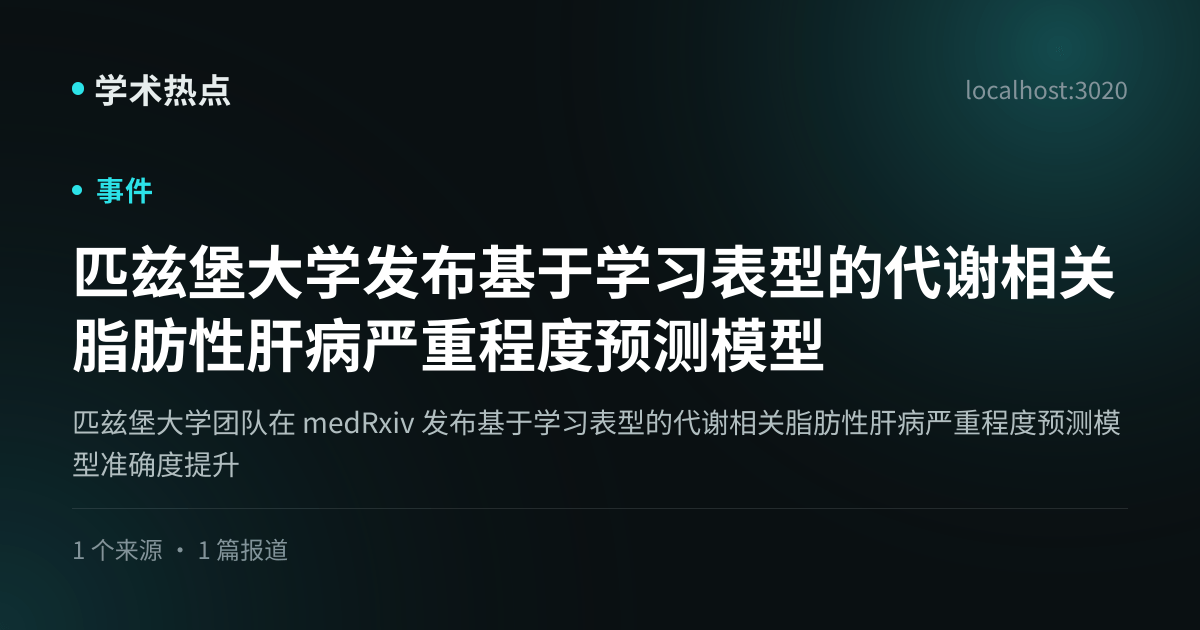 学术热点
localhost:3020
事件
匹兹堡大学发布基于学习表型的代谢相关
脂肪性肝病严重程度预测模型
匹兹堡大学团队在 medRxiv 发布基于学习表型的代谢相关脂肪性肝病严重程度预测模
型准确度提升
1 个来源 · 1 篇报道